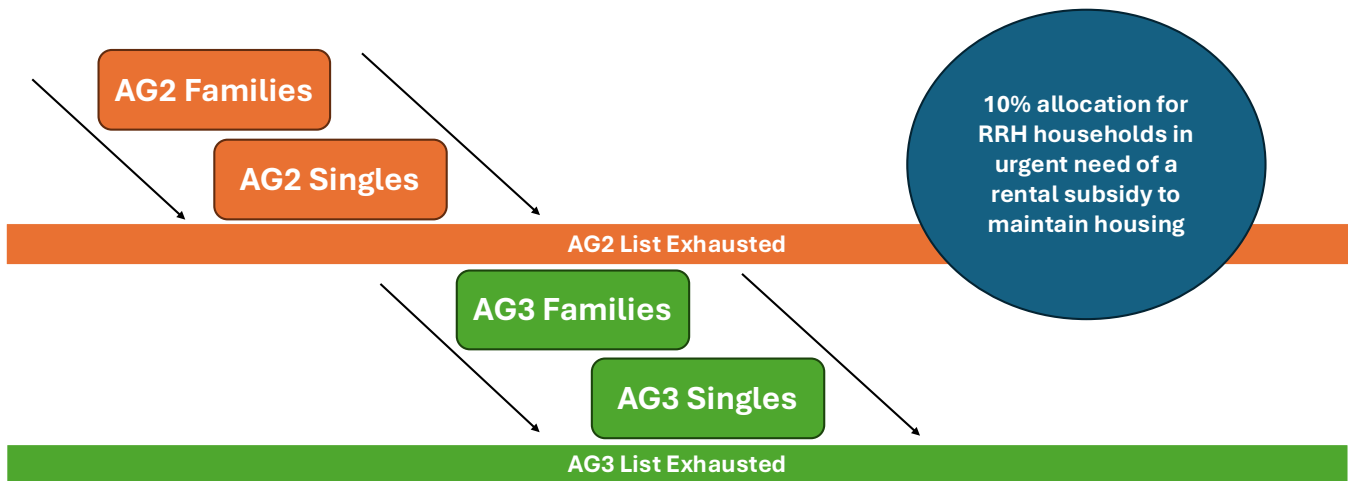 AG2 Families
AG2 Singles
10% allocation for
RRH households in
urgent need of a
rental subsidy to
maintain housing
AG2 List Exhausted
AG3 Families
AG3 Singles
AG3 List Exhausted